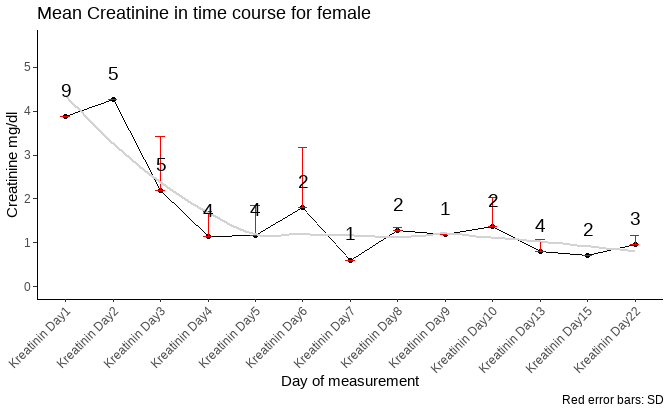 Mean Creatinine in time course for female
Creatinine mg/dl
5
4
3
2
1
0
9
5
5
4
4
2
1
2
1
2
4
2
3
Kreatinin Day1
Kreatinin Day2
Kreatinin Day3
Kreatinin Day4
Kreatinin Day5
Kreatinin Day6
Kreatinin Day7
Kreatinin Day8
Kreatinin Day9
Kreatinin Day10
Kreatinin Day13
Kreatinin Day15
Kreatinin Day22
Day of measurement
Red error bars: SD